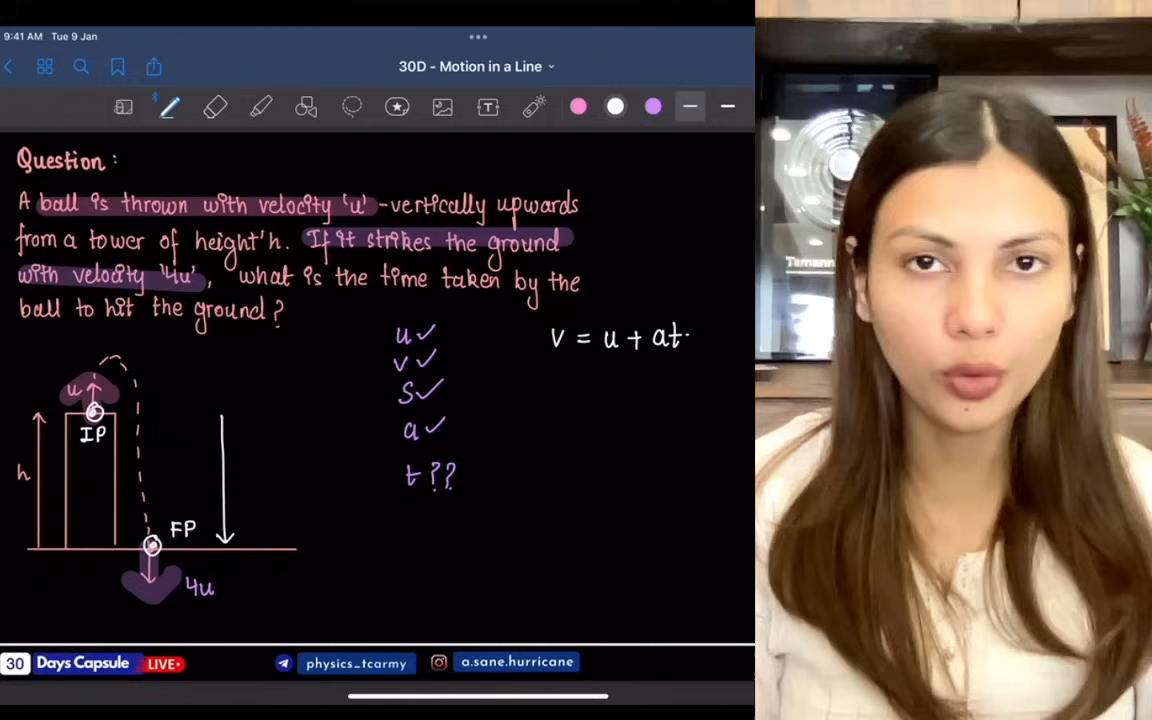 9:41 AM Tue 9 Jan
30D - Motion in a Line
T
Question:
A ball is thrown with velocity 'u' -vertically upwards
from a tower of height'h. If it strikes the ground
with velocity '4u', what is the time taken by the
ball to hit the ground?
u✓
v = u + at
v✓
S✓
a✓
t ??
u
IP
h
FP
4u
30 Days Capsule LIVE
physics_tcarmy
a.sane.hurricane